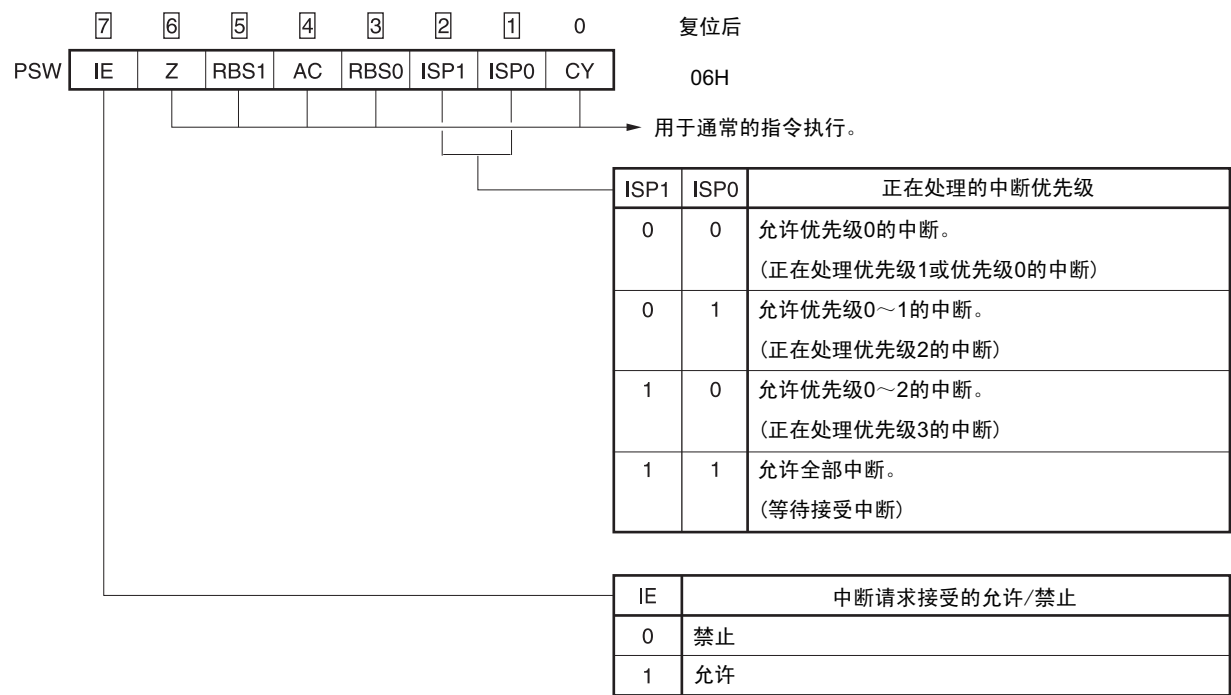 7 6 5 4 3 2 1 0 复位后
PSW IE Z RBS1 AC RBS0 ISP1 ISP0 CY 06H
用于通常的指令执行。
ISP1 ISP0 正在处理的中断优先级
0 0 允许优先级0的中断。
(正在处理优先级1或优先级0的中断)
0 1 允许优先级0～1的中断。
(正在处理优先级2的中断)
1 0 允许优先级0～2的中断。
(正在处理优先级3的中断)
1 1 允许全部中断。
(等待接受中断)
IE 中断请求接受的允许/禁止
0 禁止
1 允许